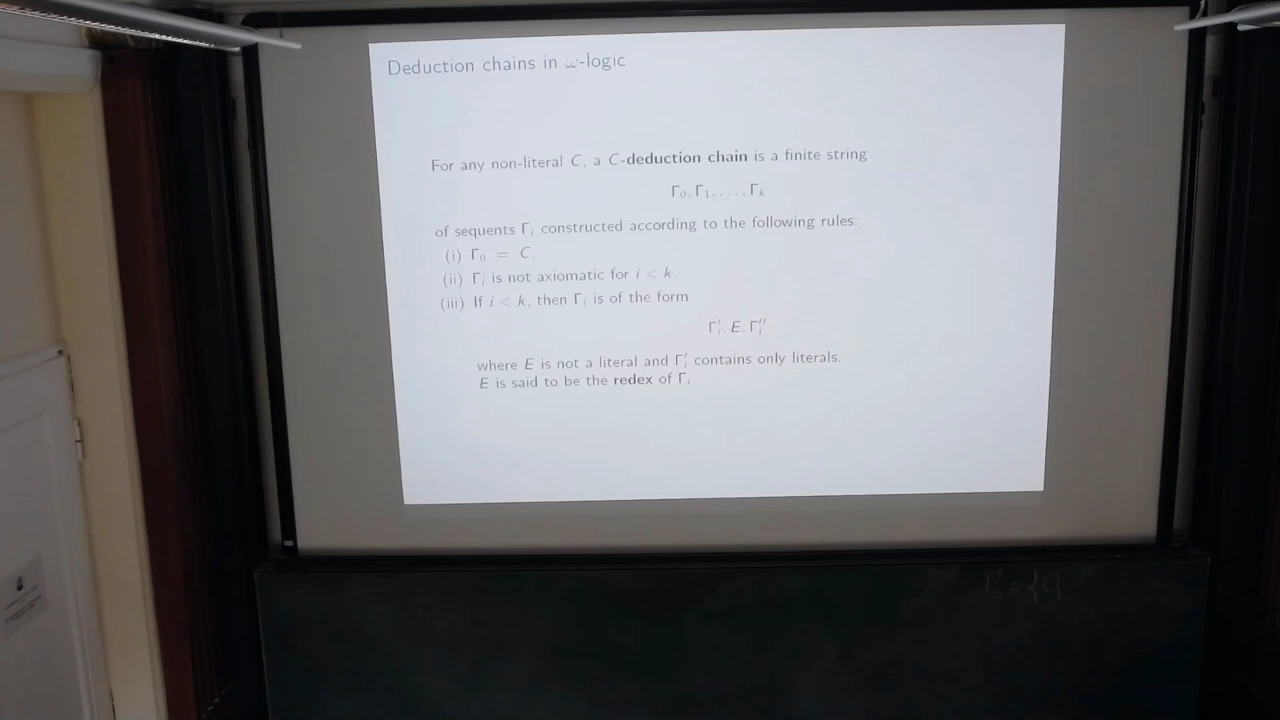 Deduction chains in ω-logic
For any non-literal C, a C-deduction chain is a finite string
Γ₀, Γ₁, . . . , Γₖ
of sequents Γᵢ constructed according to the following rules:
(i) Γ₀ = C.
(ii) Γᵢ is not axiomatic for i < k.
(iii) If i < k, then Γᵢ is of the form
Γ′ᵢ, E, Γ′′ᵢ
where E is not a literal and Γ′ᵢ contains only literals.
E is said to be the redex of Γᵢ.